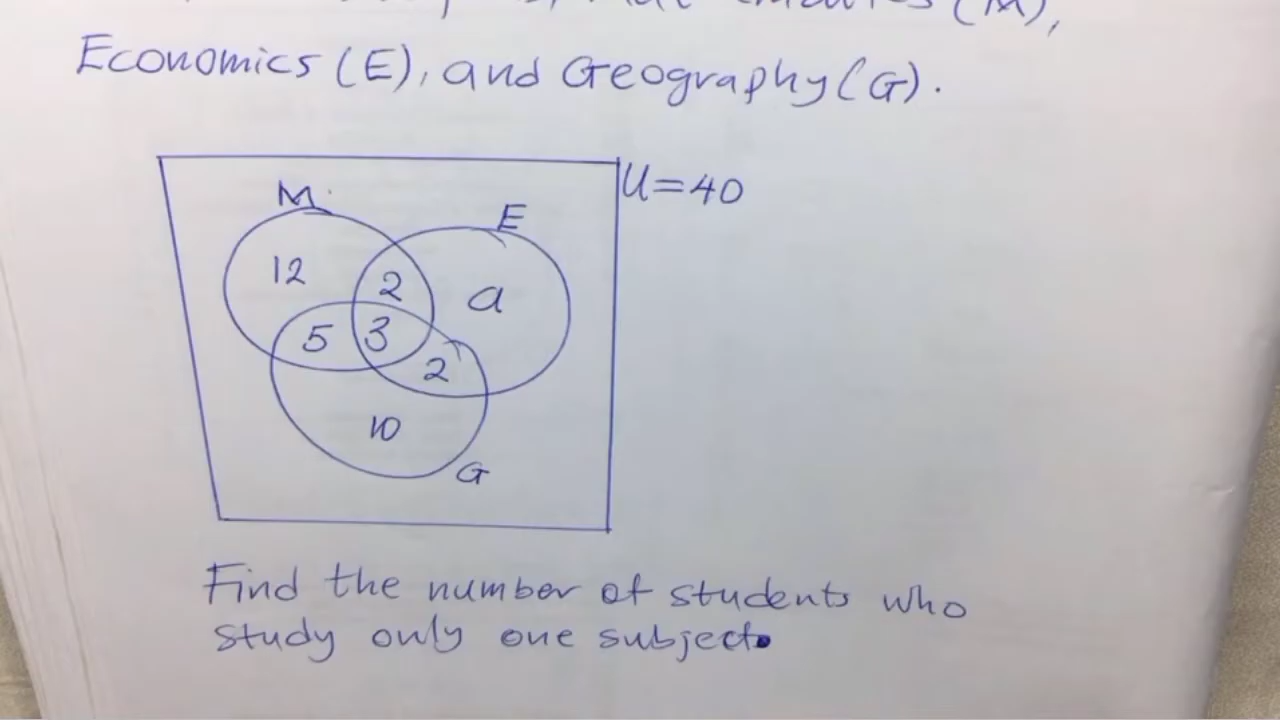 (M),
Economics (E), and Geography (G).
U=40
M
E
12
2
a
5
3
2
10
G
Find the number of students who
study only one subject.